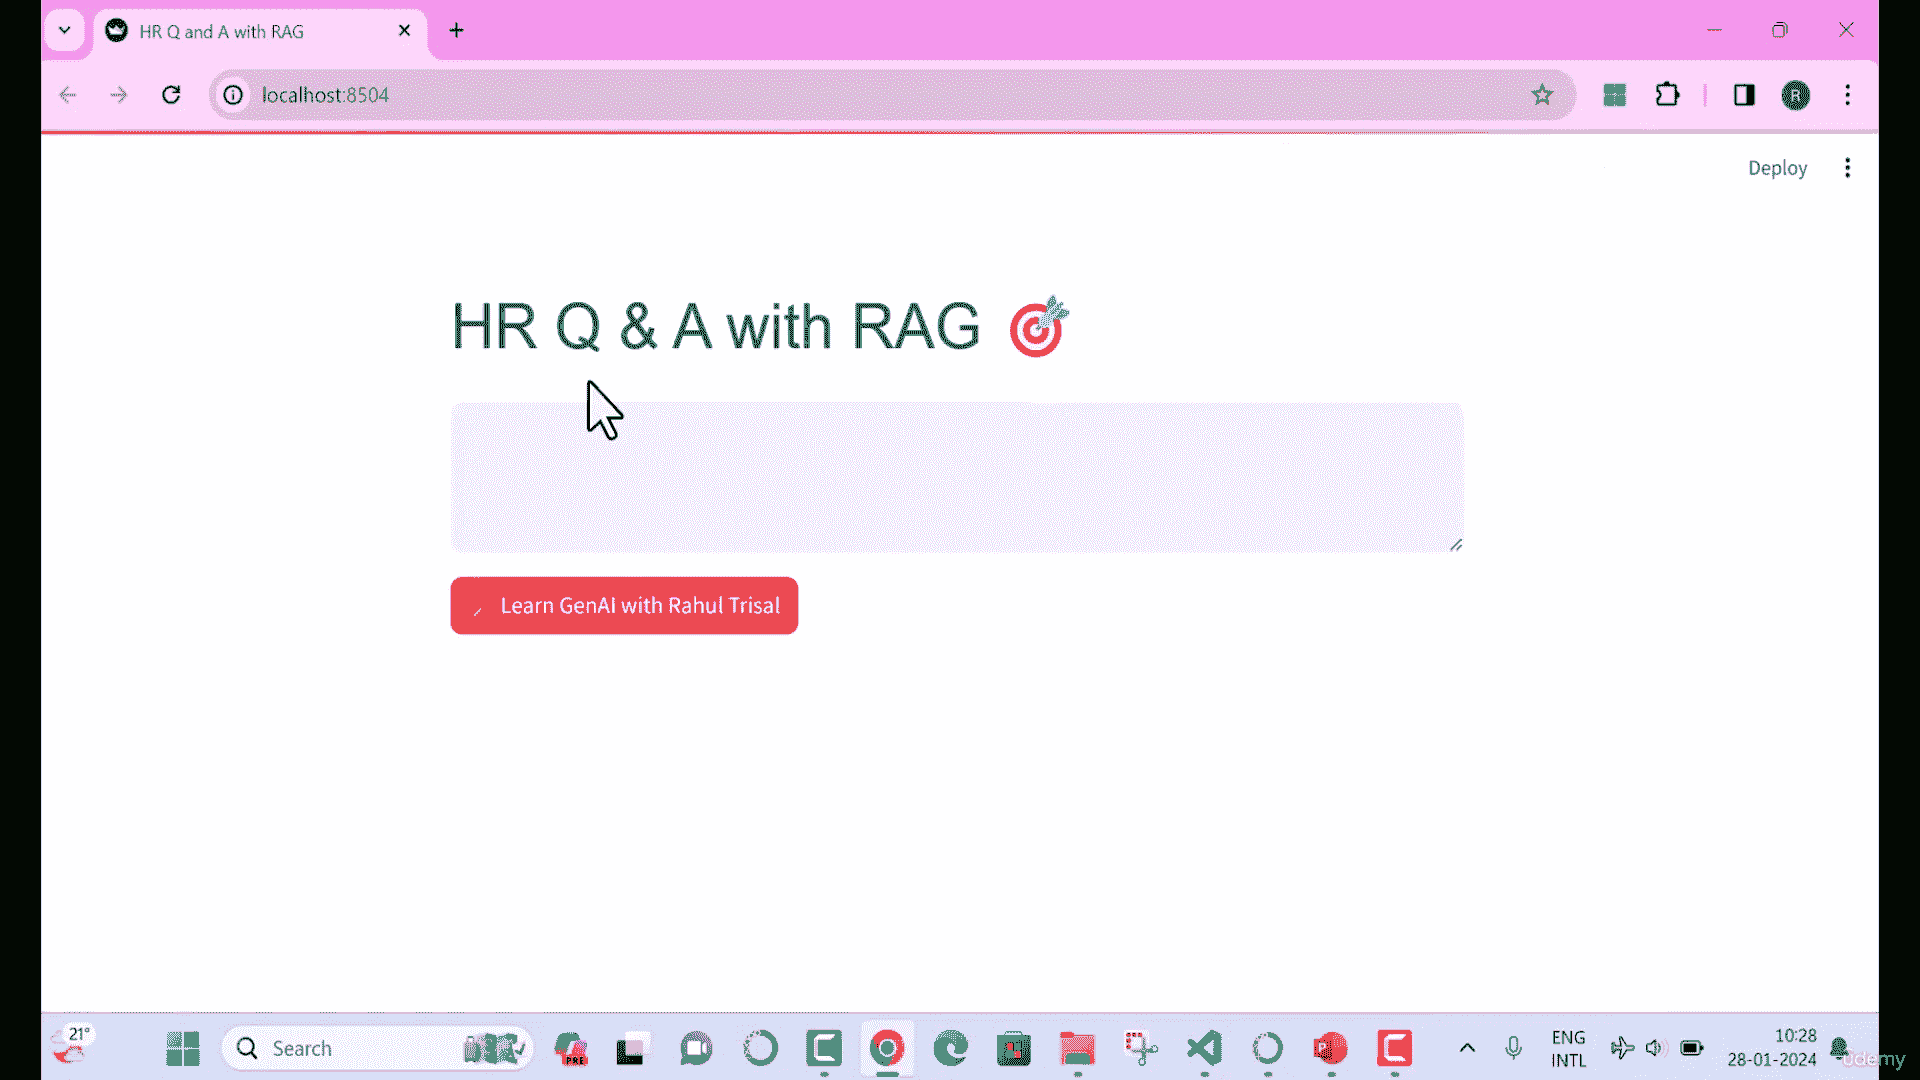 HR Q and A with RAG
localhost:8504
R
Deploy
HR Q & A with RAG
Learn GenAI with Rahul Trisal
21°
Search
PRE
ENG
INTL
10:28
28-01-2024
udemy